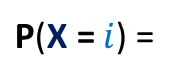 P(X = i) =